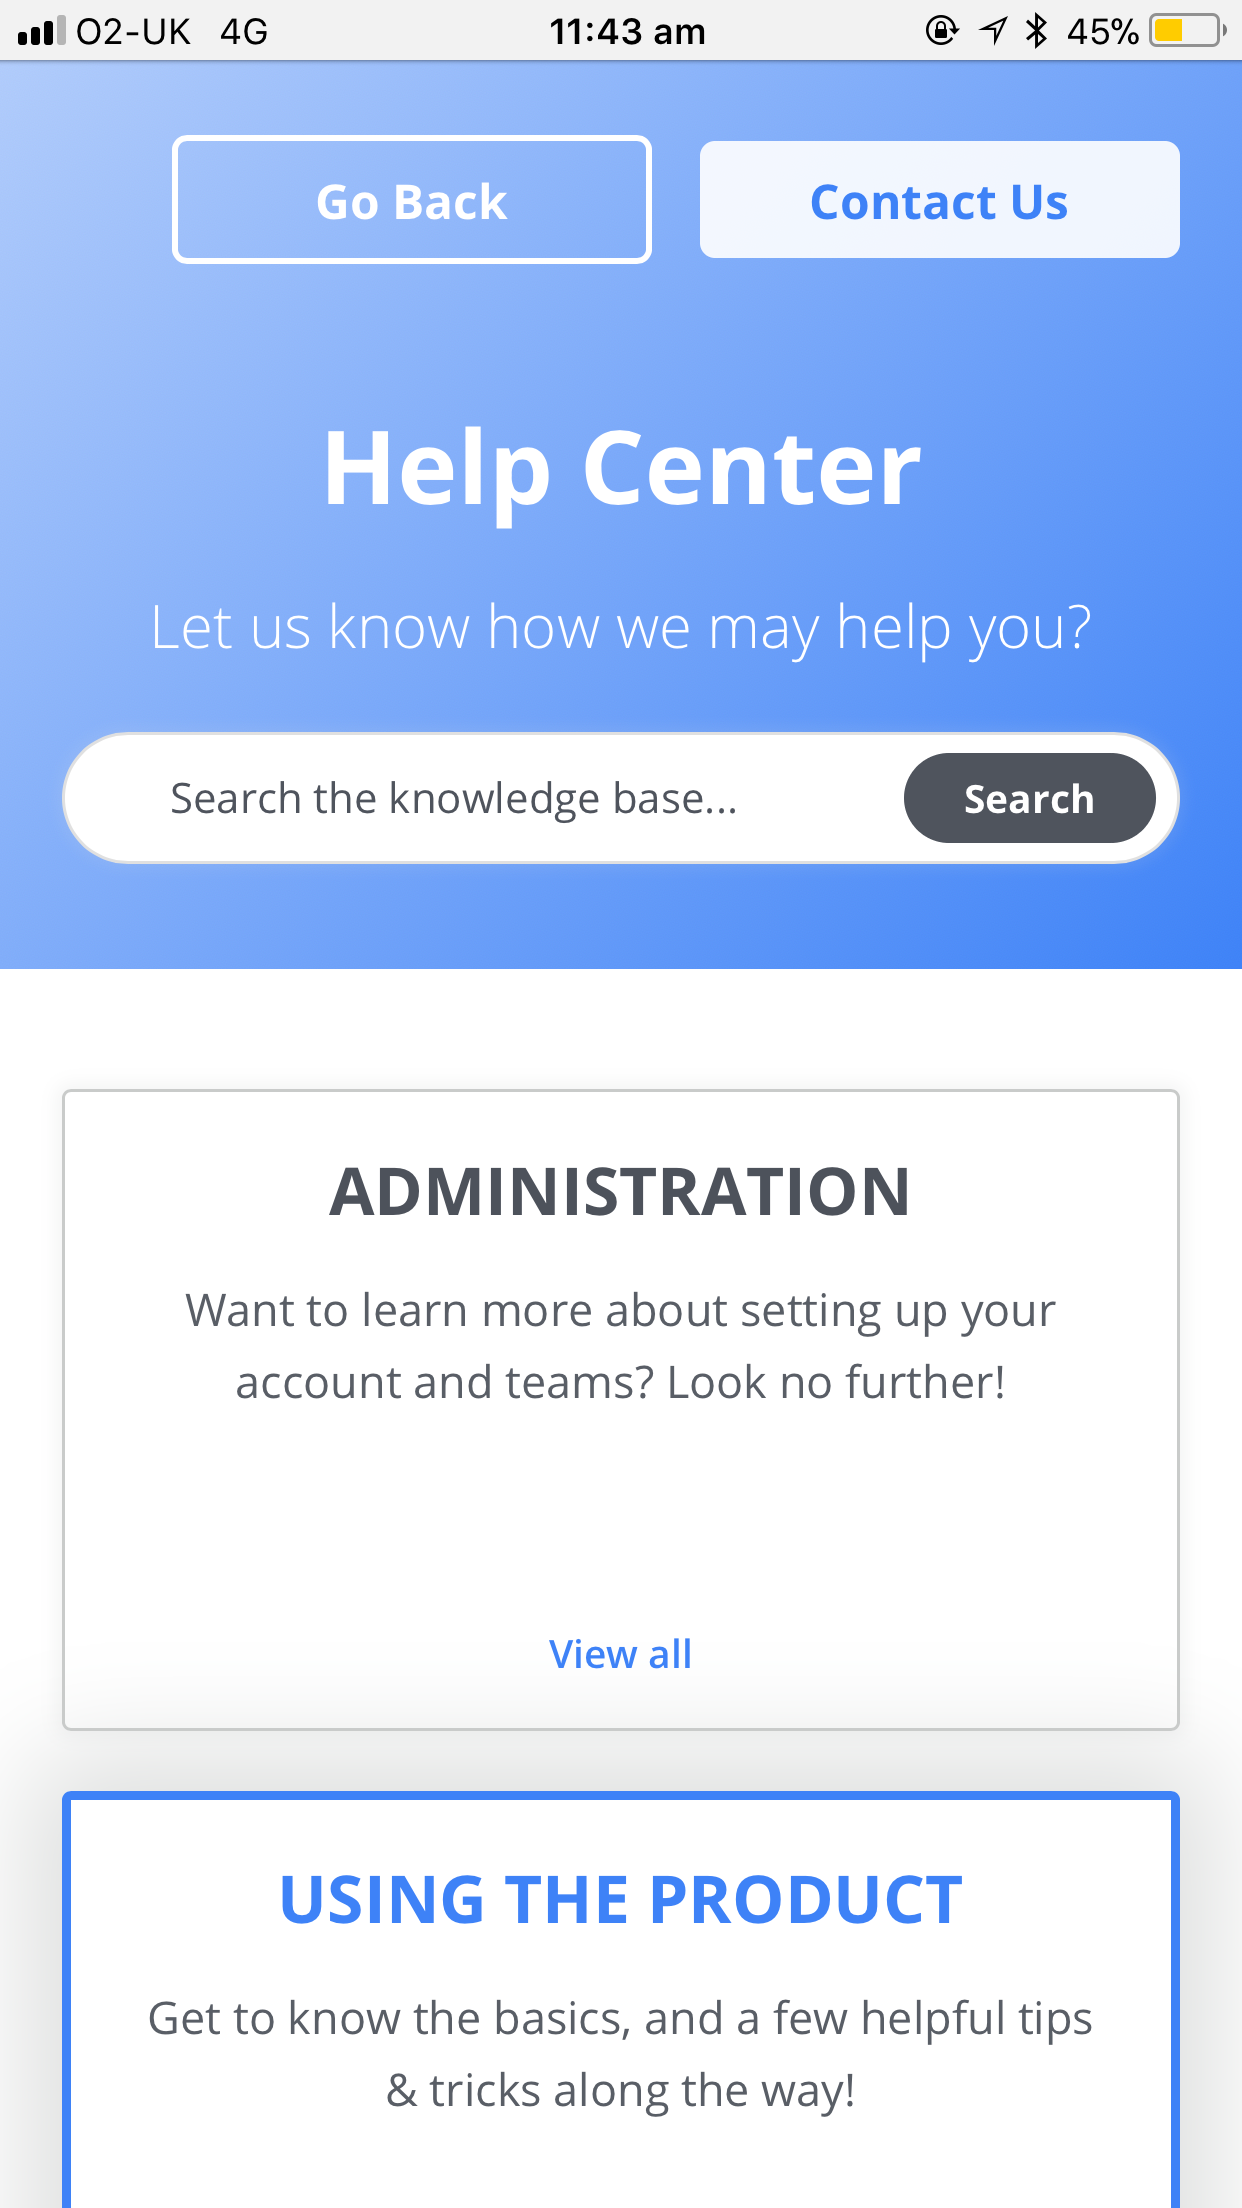 O2-UK 4G 11:43 am 45%
Go Back Contact Us
Help Center
Let us know how we may help you?
Search the knowledge base... Search
ADMINISTRATION
Want to learn more about setting up your
account and teams? Look no further!
View all
USING THE PRODUCT
Get to know the basics, and a few helpful tips
& tricks along the way!